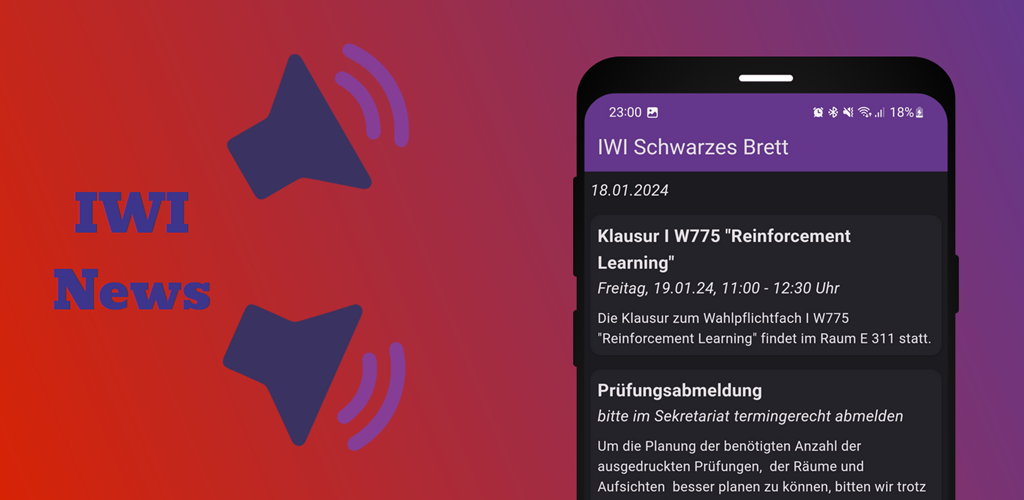 IWI
News
23:00
18%
IWI Schwarzes Brett
18.01.2024
Klausur I W775 "Reinforcement
Learning"
Freitag, 19.01.24, 11:00 - 12:30 Uhr
Die Klausur zum Wahlpflichtfach I W775
"Reinforcement Learning" findet im Raum E 311 statt.
Prüfungsabmeldung
bitte im Sekretariat termingerecht abmelden
Um die Planung der benötigten Anzahl der
ausgedruckten Prüfungen, der Räume und
Aufsichten besser planen zu können, bitten wir trotz